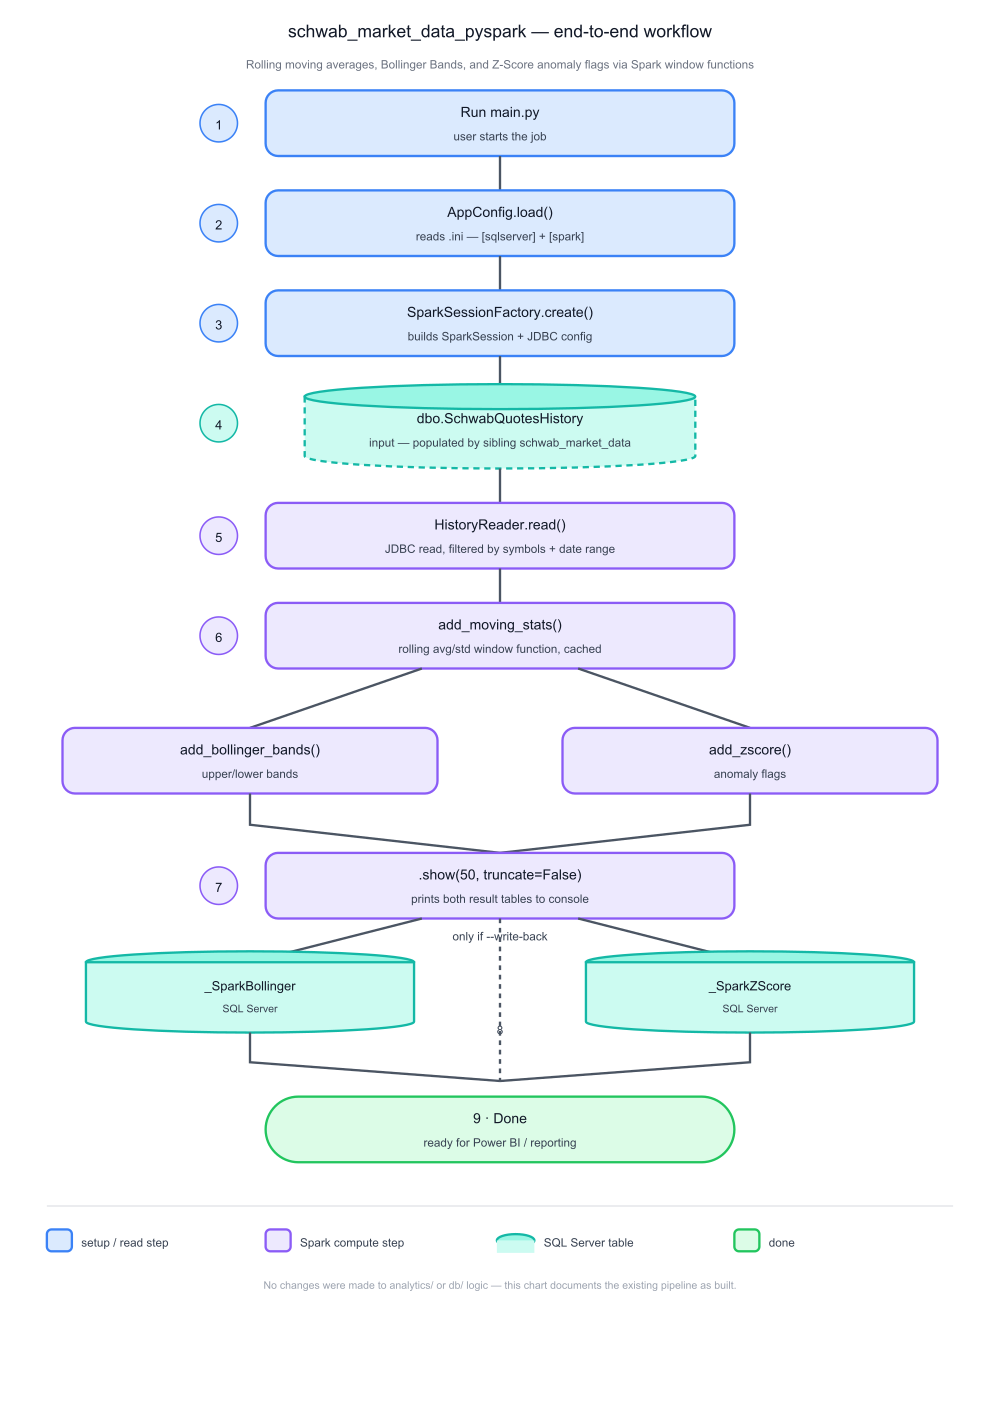 schwab_market_data_pyspark — end-to-end workflow
Rolling moving averages, Bollinger Bands, and Z-Score anomaly flags via Spark window functions
1
Run main.py
user starts the job
2
AppConfig.load()
reads .ini — [sqlserver] + [spark]
3
SparkSessionFactory.create()
builds SparkSession + JDBC config
4
dbo.SchwabQuotesHistory
input — populated by sibling schwab_market_data
5
HistoryReader.read()
JDBC read, filtered by symbols + date range
6
add_moving_stats()
rolling avg/std window function, cached
add_bollinger_bands()
upper/lower bands
add_zscore()
anomaly flags
7
.show(50, truncate=False)
prints both result tables to console
only if --write-back
_SparkBollinger
SQL Server
_SparkZScore
SQL Server
8
9 · Done
ready for Power BI / reporting
setup / read step
Spark compute step
SQL Server table
done
No changes were made to analytics/ or db/ logic — this chart documents the existing pipeline as built.